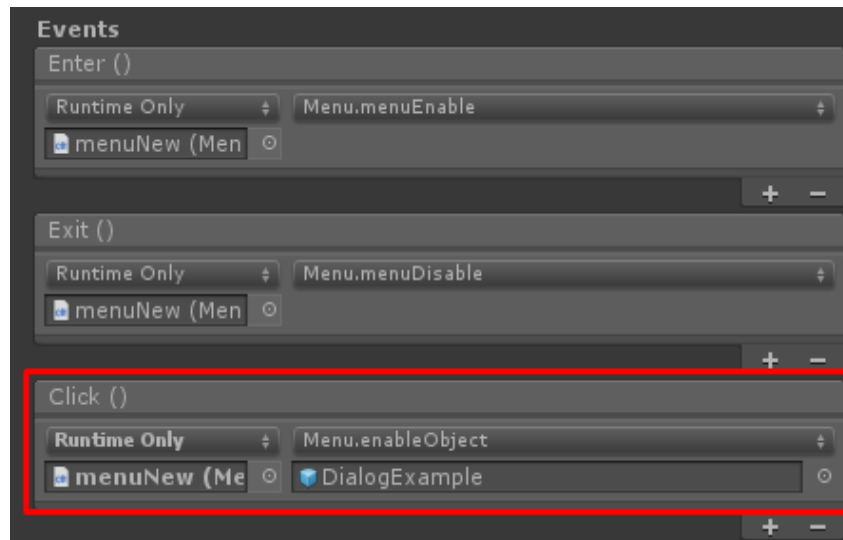 Events
Enter ()
Runtime Only Menu.menuEnable
menuNew (Men
+ −
Exit ()
Runtime Only Menu.menuDisable
menuNew (Men
+ −
Click ()
Runtime Only Menu.enableObject
menuNew (Me DialogExample
+ −